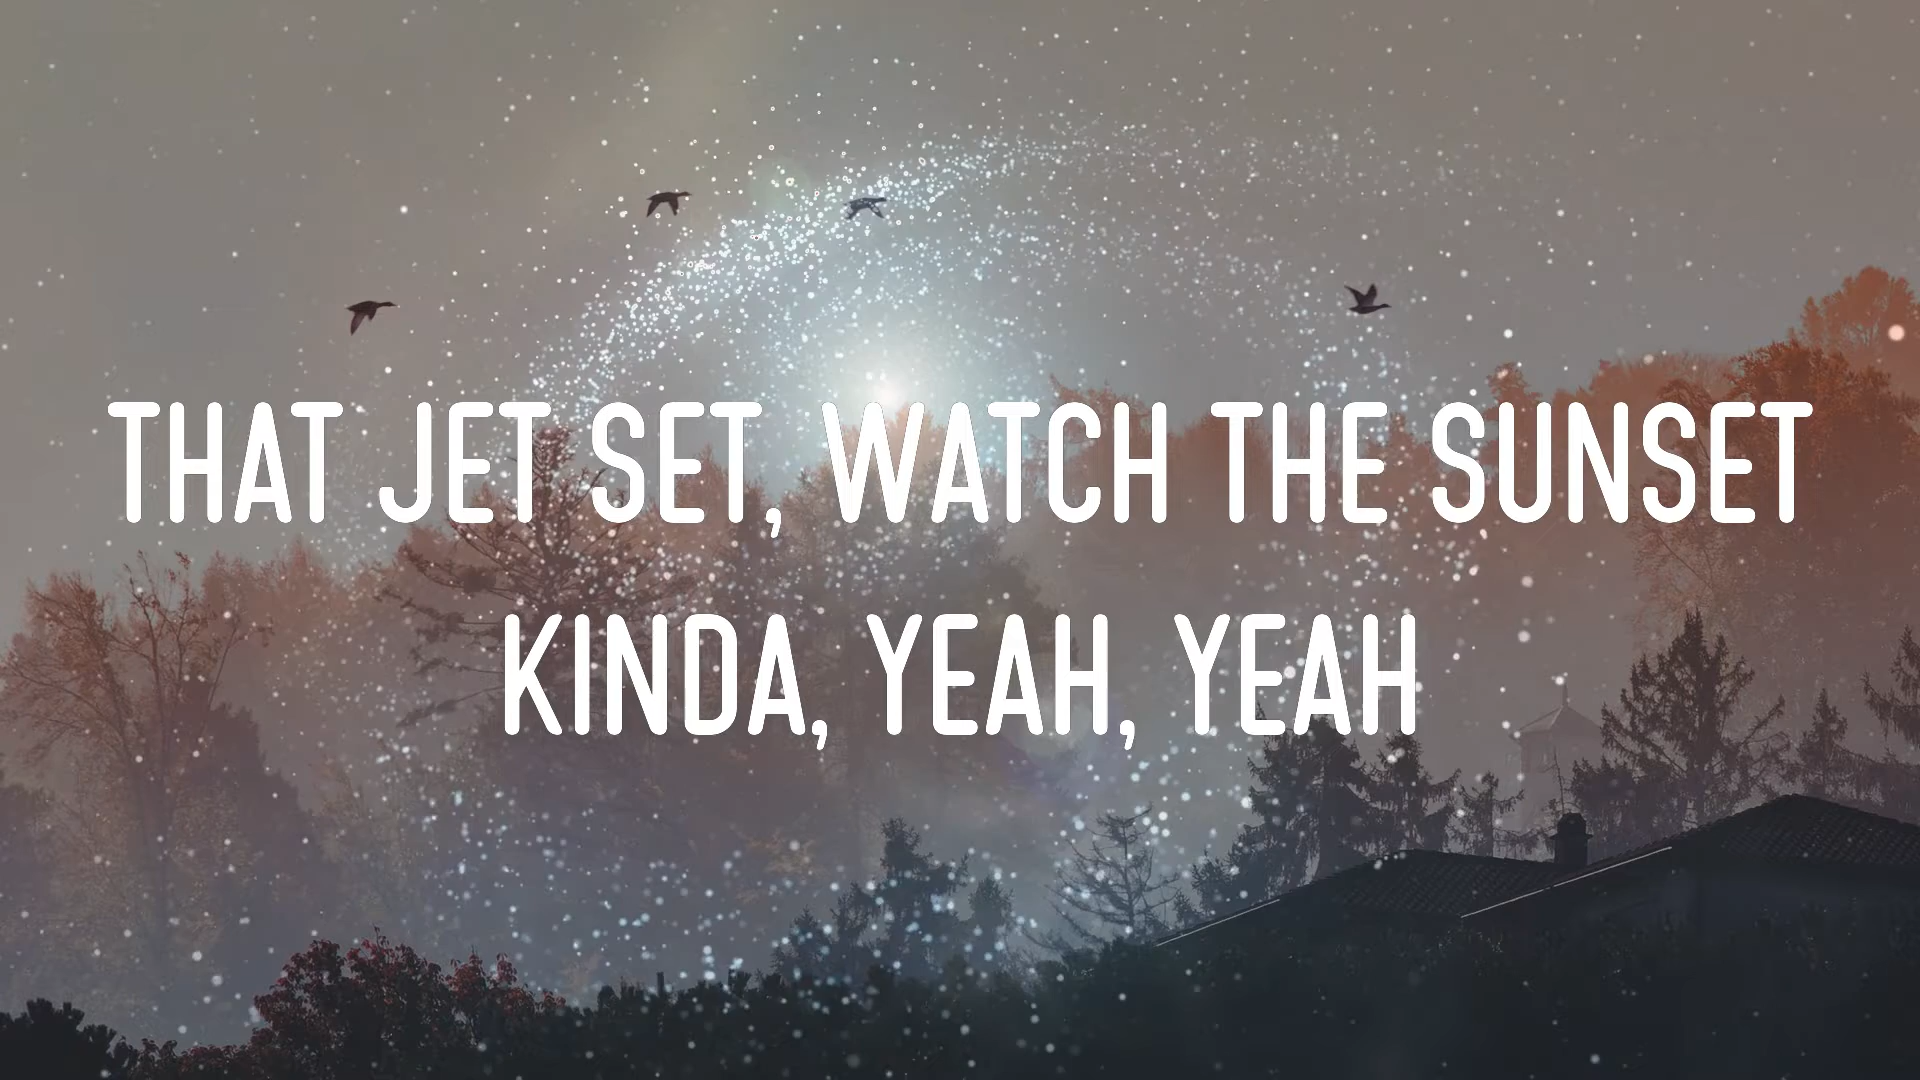 THAT JET SET, WATCH THE SUNSET
KINDA, YEAH, YEAH